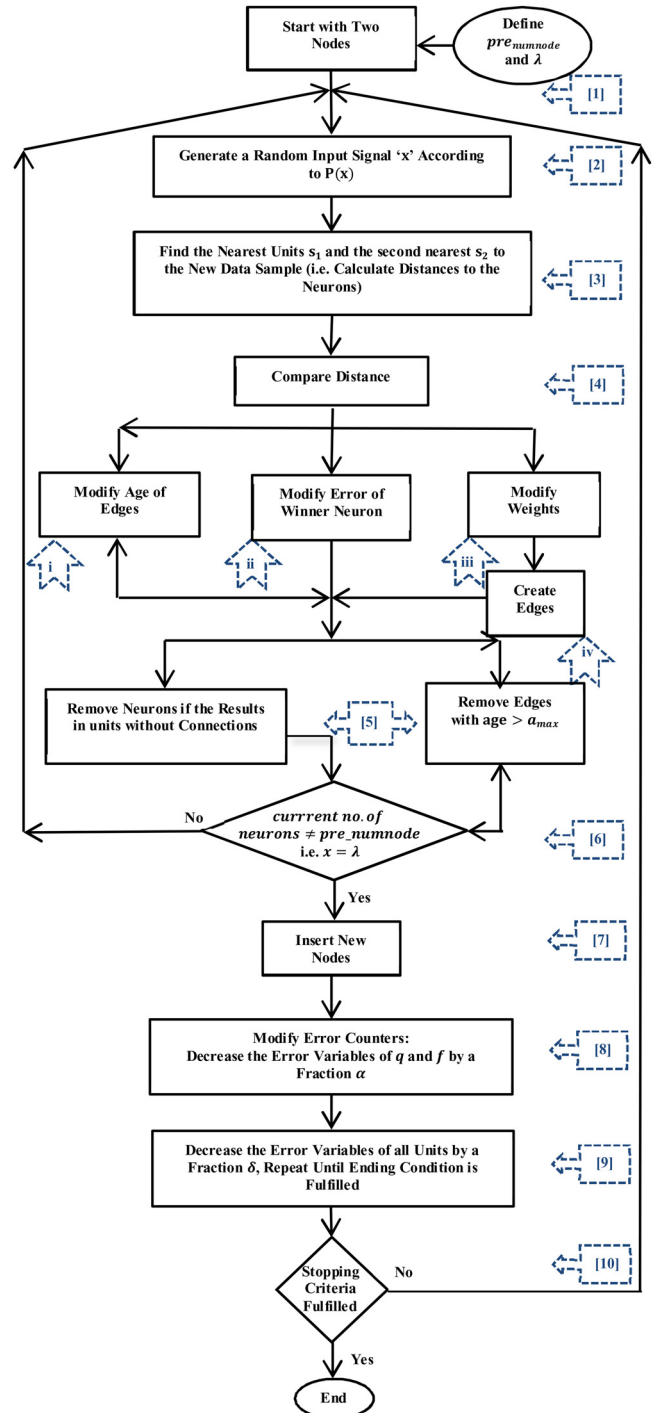 Start with Two
Nodes
Define
pre_numnode
and λ
[1]
Generate a Random Input Signal ‘x’ According
to P(x)
[2]
Find the Nearest Units s₁ and the second nearest s₂ to
the New Data Sample (i.e. Calculate Distances to the
Neurons)
[3]
Compare Distance
[4]
Modify Age of
Edges
Modify Error of
Winner Neuron
Modify
Weights
i
ii
iii
Create
Edges
iv
Remove Neurons if the Results
in units without Connections
[5]
Remove Edges
with age > a_max
No
currrent no. of
neurons ≠ pre_numnode
i.e. x = λ
[6]
Yes
Insert New
Nodes
[7]
Modify Error Counters:
Decrease the Error Variables of q and f by a
Fraction α
[8]
Decrease the Error Variables of all Units by a
Fraction δ, Repeat Until Ending Condition is
Fulfilled
[9]
Stopping
Criteria
Fulfilled
No
[10]
Yes
End